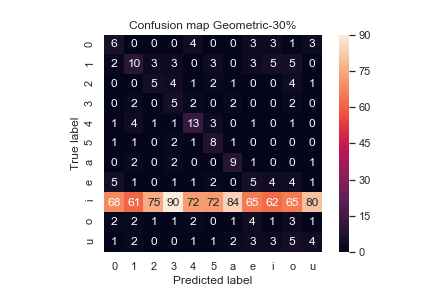 Confusion map Geometric-30%
0 6 0 0 0 4 0 0 3 3 1 3
1 2 10 3 3 0 3 0 3 5 5 0
2 0 0 5 4 1 2 1 0 0 4 1
3 0 2 0 5 2 0 2 0 0 2 0
4 1 4 1 1 13 3 0 1 0 1 0
5 1 1 0 2 1 8 1 0 0 0 0
a 0 2 0 2 0 0 9 1 0 0 1
e 5 1 0 1 1 2 0 5 4 4 1
i 68 61 75 90 72 72 84 65 62 65 80
o 2 2 1 1 2 0 1 4 1 3 1
u 1 2 0 0 1 1 2 3 3 5 4
0 1 2 3 4 5 a e i o u
Predicted label
True label
90
75
60
45
30
15
0